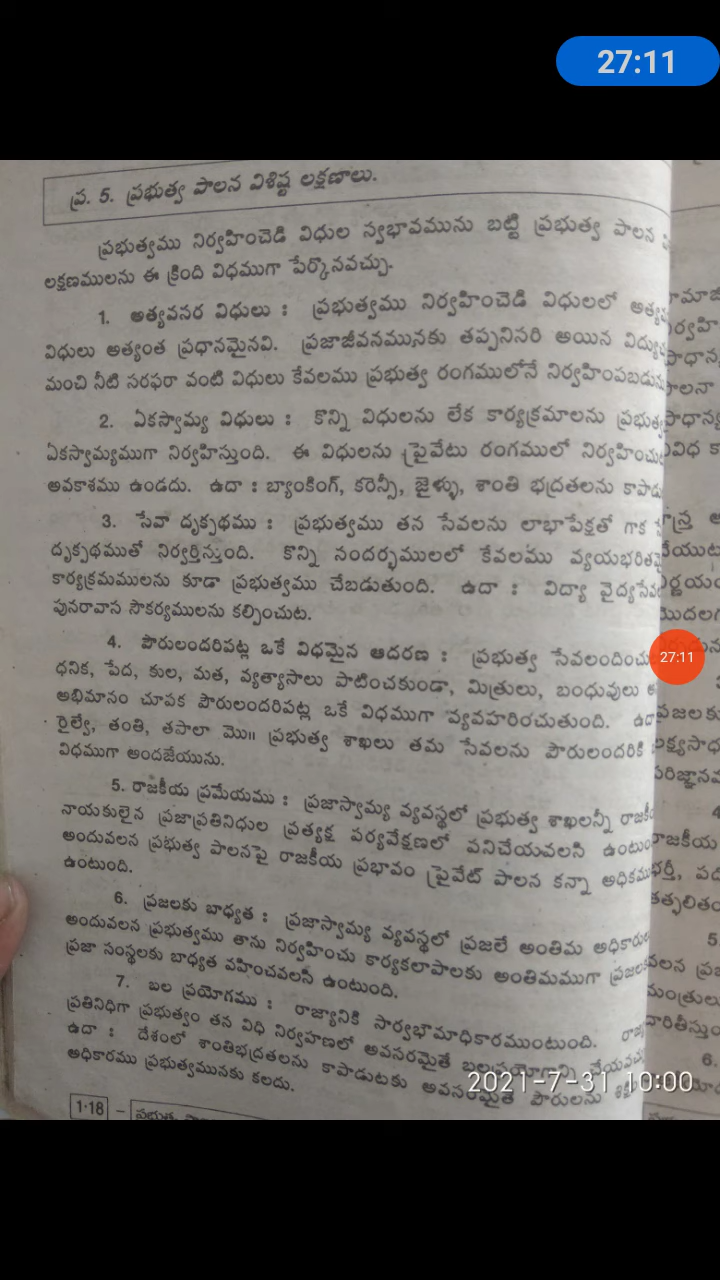 27:11
ప్ర. 5. ప్రభుత్వ పాలన విశిష్ట లక్షణాలు.
ప్రభుత్వము నిర్వహించెడి విధుల స్వభావమును బట్టి ప్రభుత్వ పాలన
లక్షణములను ఈ క్రింది విధముగా పేర్కొనవచ్చు.
1. అత్యవసర విధులు : ప్రభుత్వము నిర్వహించెడి విధులలో
విధులు అత్యంత ప్రధానమైనవి. ప్రజాజీవనమునకు తప్పనిసరి అయిన
మంచి నీటి సరఫరా వంటి విధులు కేవలము ప్రభుత్వ రంగములోనే నిర్వహింపబడును
2. ఏకస్వామ్య విధులు : కొన్ని విధులను లేక కార్యక్రమాలను ప్రభుత్వ
ఏకస్వామ్యముగా నిర్వహిస్తుంది. ఈ విధులను ప్రైవేటు రంగములో
అవకాశము ఉండదు. ఉదా : బ్యాంకింగ్, కరెన్సీ, జైళ్ళు, శాంతి భద్రతలను
3. సేవా దృక్పథము : ప్రభుత్వము తన సేవలను లాభాపేక్షతో గాక
దృక్పథముతో నిర్వర్తిస్తుంది. కొన్ని సందర్భములలో కేవలము
కార్యక్రమములను కూడా ప్రభుత్వము చేబడుతుంది. ఉదా : విద్యా
పునరావాస సౌకర్యములను కల్పించుట.
4. పౌరులందరిపట్ల ఒకే విధమైన ఆదరణ : ప్రభుత్వ
27:11
ధనిక, పేద, కుల, మత, వ్యత్యాసాలు పాటించకుండా, మిత్రులు, బంధువులు
అభిమానం చూపక పౌరులందరిపట్ల ఒకే విధముగా వ్యవహరించుతుంది. ఉదా
రైల్వే, తంతి, తపాలా మొ॥ ప్రభుత్వ శాఖలు తమ సేవలను పౌరులందరికి
విధముగా అందజేయును.
5. రాజకీయ ప్రమేయము : ప్రజాస్వామ్య వ్యవస్థలో ప్రభుత్వ శాఖలన్నీ
నాయకులైన ప్రజాప్రతినిధుల ప్రత్యక్ష పర్యవేక్షణలో పనిచేయవలసి
అందువలన ప్రభుత్వ పాలనపై రాజకీయ ప్రభావం ప్రైవేట్ పాలన కన్నా
ఉంటుంది.
6. ప్రజలకు బాధ్యత : ప్రజాస్వామ్య వ్యవస్థలో ప్రజలే అంతిమ
అందువలన ప్రభుత్వము తాను నిర్వహించు కార్యకలాపాలకు అంతిమముగా
ప్రజా సంస్థలకు బాధ్యత వహించవలసి ఉంటుంది.
7. బల ప్రయోగము : రాజ్యానికి సార్వభౌమాధికారముంటుంది.
ప్రతినిధిగా ప్రభుత్వం తన విధి నిర్వహణలో అవసరమైతే బలప్రయోగాన్ని
ఉదా : దేశంలో శాంతిభద్రతలను కాపాడుటకు అవసరమైతే పౌరులను
అధికారము ప్రభుత్వమునకు కలదు.
2021-7-31 10:00
1·18